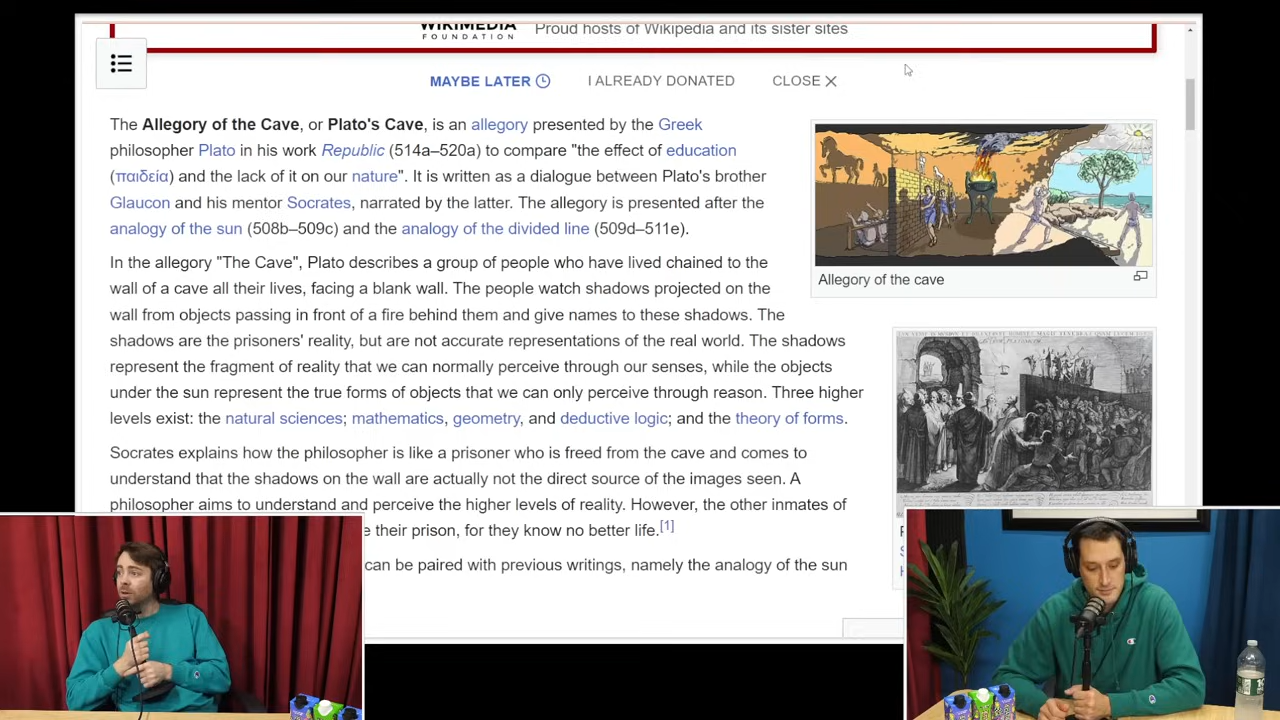 WIKIMEDIA
FOUNDATION
Proud hosts of Wikipedia and its sister sites
MAYBE LATER
I ALREADY DONATED
CLOSE
The Allegory of the Cave, or Plato's Cave, is an allegory presented by the Greek
philosopher Plato in his work Republic (514a–520a) to compare "the effect of education
(παιδεία) and the lack of it on our nature". It is written as a dialogue between Plato's brother
Glaucon and his mentor Socrates, narrated by the latter. The allegory is presented after the
analogy of the sun (508b–509c) and the analogy of the divided line (509d–511e).
In the allegory "The Cave", Plato describes a group of people who have lived chained to the
wall of a cave all their lives, facing a blank wall. The people watch shadows projected on the
wall from objects passing in front of a fire behind them and give names to these shadows. The
shadows are the prisoners' reality, but are not accurate representations of the real world. The shadows
represent the fragment of reality that we can normally perceive through our senses, while the objects
under the sun represent the true forms of objects that we can only perceive through reason. Three higher
levels exist: the natural sciences; mathematics, geometry, and deductive logic; and the theory of forms.
Socrates explains how the philosopher is like a prisoner who is freed from the cave and comes to
understand that the shadows on the wall are actually not the direct source of the images seen. A
philosopher aims to understand and perceive the higher levels of reality. However, the other inmates of
their prison, for they know no better life.[1]
can be paired with previous writings, namely the analogy of the sun
Allegory of the cave